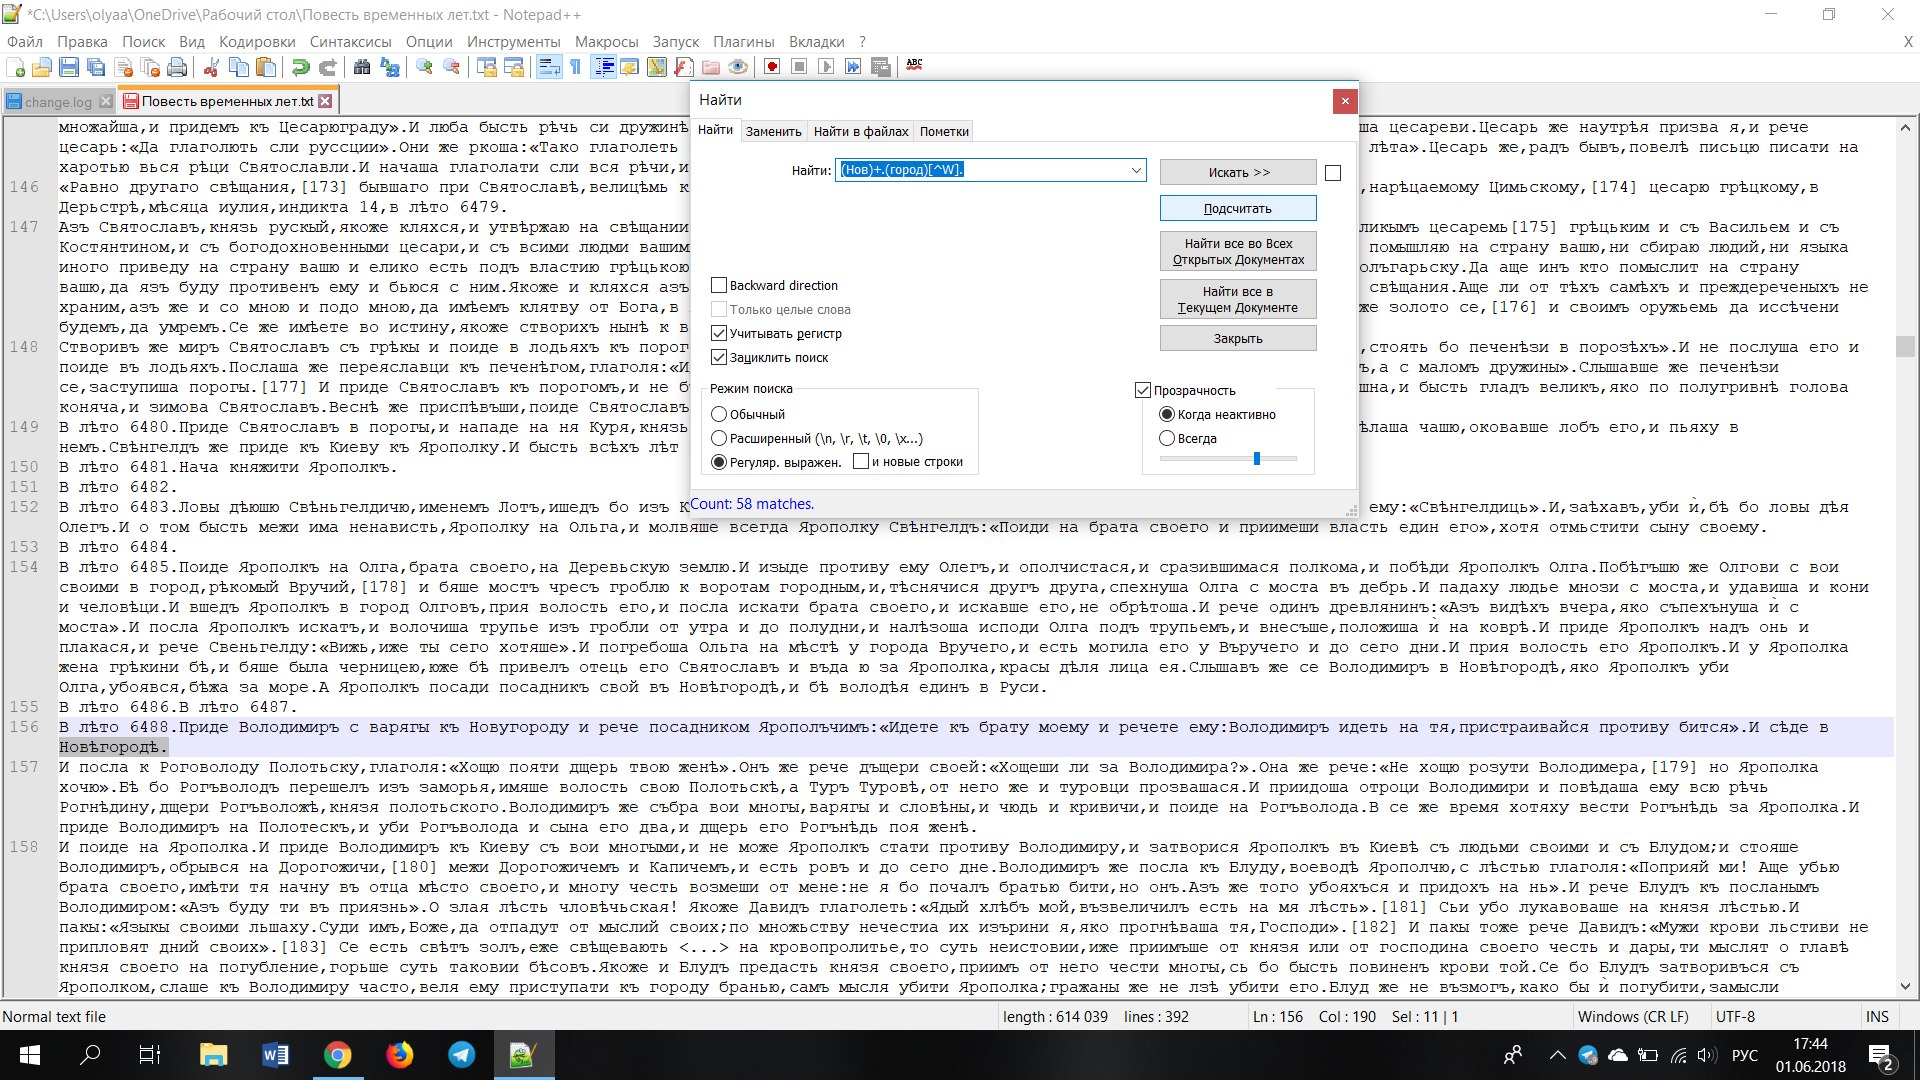 *C:\Users\olyaa\OneDrive\Рабочий стол\Повесть временных лет.txt - Notepad++
Файл Правка Поиск Вид Кодировки Синтаксисы Опции Инструменты Макросы Запуск Плагины Вкладки ? X
change.log Повесть временных лет.txt
Найти
Найти Заменить Найти в файлах Пометки
Найти: (Нов)+.(город)[^W]. Искать >>
Подсчитать
Найти все во Всех
Открытых Документах
Найти все в
Текущем Документе
Закрыть
Backward direction
Только целые слова
Учитывать регистр
Зациклить поиск
Режим поиска
Обычный
Расширенный (\n, \r, \t, \0, \x...)
Регуляр. выражен. и новые строки
Прозрачность
Когда неактивно
Всегда
Count: 58 matches.
множайша,и придемъ къ Цесарюграду».И люба бысть рѣчь си дружинѣ ша цесареви.Цесарь же наутрѣя призва я,и рече
цесарь:«Да глаголють сли руссции».Они же ркоша:«Тако глаголеть лѣта».Цесарь же,радъ бывъ,повелѣ письцю писати на
харотью вься рѣци Святославли.И начаша глаголати сли вся рѣчи,и
146 «Равно другаго свѣщания,[173] бывшаго при Святославѣ,велицѣмь к ,нарѣцаемому Цимьскому,[174] цесарю грѣцкому,в
Дерьстрѣ,мѣсяца иулия,индикта 14,в лѣто 6479.
147 Азъ Святославъ,князь руский,якоже кляхся,и утвѣржаю на свѣщании ликымъ цесаремь[175] грѣцьким и съ Васильем и съ
Костянтином,и съ богодохновенными цесари,и съ всими людми вашим помышляю на страну вашю,ни сбираю людий,ни языка
иного приведу на страну вашю и елико есть подъ властию грѣцькою олъгарьску.Да аще инъ кто помыслит на страну
вашю,да язъ буду противенъ ему и бьюся с ним.Якоже и кляхся азъ свѣщания.Аще ли от тѣхъ самѣхъ и преждереченыхъ не
храним,азъ же и со мною и подо мною,да имѣемъ клятву от Бога,в же золото се,[176] и своимъ оружьемь да иссѣчени
будемъ,да умремъ.Се же имѣете во истину,якоже створихъ нынѣ к в
148 Створивъ же миръ Святославъ съ грѣкы и поиде в лодьяхъ къ порог ,стоять бо печенѣзи в порозѣхъ».И не послуша его и
поиде въ лодьяхъ.Послаша же переяславци къ печенѣгом,глаголя:«И ъ,а с маломъ дружины».Слышавше же печенѣзи
се,заступиша порогы.[177] И приде Святославъ къ порогомъ,и не б шна,и бысть гладъ великъ,яко по полугривнѣ голова
коняча,и зимова Святославъ.Веснѣ же приспѣвъши,поиде Святославъ
149 В лѣто 6480.Приде Святославъ в порогы,и нападе на ня Куря,князь ѣлаша чашю,оковавше лобъ его,и пьяху в
немъ.Свѣнгелдъ же приде къ Киеву къ Ярополку.И бысть всѣхъ лѣт
150 В лѣто 6481.Нача княжити Ярополкъ.
151 В лѣто 6482.
152 В лѣто 6483.Ловы дѣюшю Свѣньгелдичю,именемъ Лотъ,ишедъ бо изъ К ему:«Свѣнгелдиць».И,заѣхавъ,уби ѝ,бѣ бо ловы дѣя
Олегъ.И о том бысть межи има ненависть,Ярополку на Ольга,и молвяше всегда Ярополку Свѣнгелдъ:«Поиди на брата своего и приимеши власть един его»,хотя отмьстити сыну своему.
153 В лѣто 6484.
154 В лѣто 6485.Поиде Ярополкъ на Олга,брата своего,на Деревьскую землю.И изыде противу ему Олегъ,и ополчистася,и сразившимася полкома,и побѣди Ярополкъ Олга.Побѣгъшю же Олгови с вои
своими в город,рѣкомый Вручий,[178] и бяше мостъ чресъ гроблю к воротам городным,и,тѣснячися другъ друга,спехнуша Олга с моста въ дебрь.И падаху людье мнози с моста,и удавиша и кони
и человѣци.И вшедъ Ярополкъ в город Олговъ,прия волость его,и посла искати брата своего,и искавше его,не обрѣтоша.И рече одинъ древлянинъ:«Азъ видѣхъ вчера,яко съпехънуша ѝ с
моста».И посла Ярополкъ искатъ,и волочиша трупье изъ гробли от утра и до полудни,и налѣзоша исподи Олга подъ трупьемъ,и внесъше,положиша ѝ на коврѣ.И приде Ярополкъ надъ онь и
плакася,и рече Свеньгелду:«Вижь,иже ты сего хотяше».И погребоша Ольга на мѣстѣ у города Вручего,и есть могила его у Въручего и до сего дни.И прия волость его Ярополкъ.И у Ярополка
жена грѣкини бѣ,и бяше была черницею,юже бѣ привелъ отець его Святославъ и въда ю за Ярополка,красы дѣля лица ея.Слышавъ же се Володимиръ в Новѣгородѣ,яко Ярополкъ уби
Олга,убоявся,бѣжа за море.А Ярополкъ посади посадникъ свой въ Новѣгородѣ,и бѣ володѣя единъ в Руси.
155 В лѣто 6486.В лѣто 6487.
156 В лѣто 6488.Приде Володимиръ с варягы къ Новугороду и рече посадником Ярополъчимъ:«Идете къ брату моему и речете ему:Володимиръ идеть на тя,пристраивайся противу бится».И сѣде в
Новѣгородѣ.
157 И посла к Роговолоду Полотьску,глаголя:«Хощю пояти дщерь твою женѣ».Онъ же рече дъщери своей:«Хощеши ли за Володимира?».Она же рече:«Не хощю розути Володимера,[179] но Ярополка
хочю».Бѣ бо Рогъволодъ перешелъ изъ заморья,имяше волость свою Полотьскѣ,а Туръ Туровѣ,от него же и туровци прозвашася.И приидоша отроци Володимири и повѣдаша ему всю рѣчь
Рогнѣдину,дщери Рогъволожѣ,князя полотьского.Володимиръ же събра вои многы,варягы и словѣны,и чюдь и кривичи,и поиде на Рогъволода.В се же время хотяху вести Рогънѣдь за Ярополка.И
приде Володимиръ на Полотескъ,и уби Рогъволода и сына его два,и дщерь его Рогънѣдь поя женѣ.
158 И поиде на Ярополка.И приде Володимиръ къ Киеву съ вои многыми,и не може Ярополкъ стати противу Володимиру,и затворися Ярополкъ в Киевѣ съ людьми своими и съ Блудом;и стояше
Володимиръ,обрывся на Дорогожичи,[180] межи Дорогожичемъ и Капичемъ,и есть ровъ и до сего дне.Володимиръ же посла къ Блуду,воеводѣ Ярополчю,с лѣстью глаголя:«Поприяй ми! Аще убью
брата своего,имѣти тя начну въ отца мѣсто своего,и многу честь возмеши от мене:не я бо почалъ братью бити,но онъ.Азъ же того убояхъся и придохъ на нь».И рече Блудъ къ посланымъ
Володимиром:«Азъ буду ти въ приязнь».О злая лѣсть чловѣчьская! Якоже Давидъ глаголеть:«Ядый хлѣбъ мой,възвеличилъ есть на мя лѣсть».[181] Сьи убо лукавоваше на князя лѣстью.И
пакы:«Языкы своими льшаху.Суди имъ,Боже,да отпадут от мыслий своих;по множьству нечестиа их изърини я,яко прогнѣваша тя,Господи».[182] И пакы тоже рече Давидъ:«Мужи крови льстиви не
припловят дний своих».[183] Се есть свѣтъ золъ,еже свѣщевають <...> на кровопролитье,то суть неистовии,иже приимъше от князя или от господина своего честь и дары,ти мыслят о главѣ
князя своего на погубление,горьше суть таковии бѣсовъ.Якоже и Блудъ предасть князя своего,приимъ от него чести многы,сь бо бысть повиненъ крови той.Се бо Блудъ затворивъся съ
Ярополком,слаше къ Володимиру часто,веля ему приступати къ городу бранью,самъ мысля убити Ярополка;гражаны же не лзѣ убити его.Блуд же не възмогъ,како бы ѝ погубити,замысли
Normal text file length : 614 039 lines : 392 Ln : 156 Col : 190 Sel : 11 | 1 Windows (CR LF) UTF-8 INS
РУС 17:44
01.06.2018 2